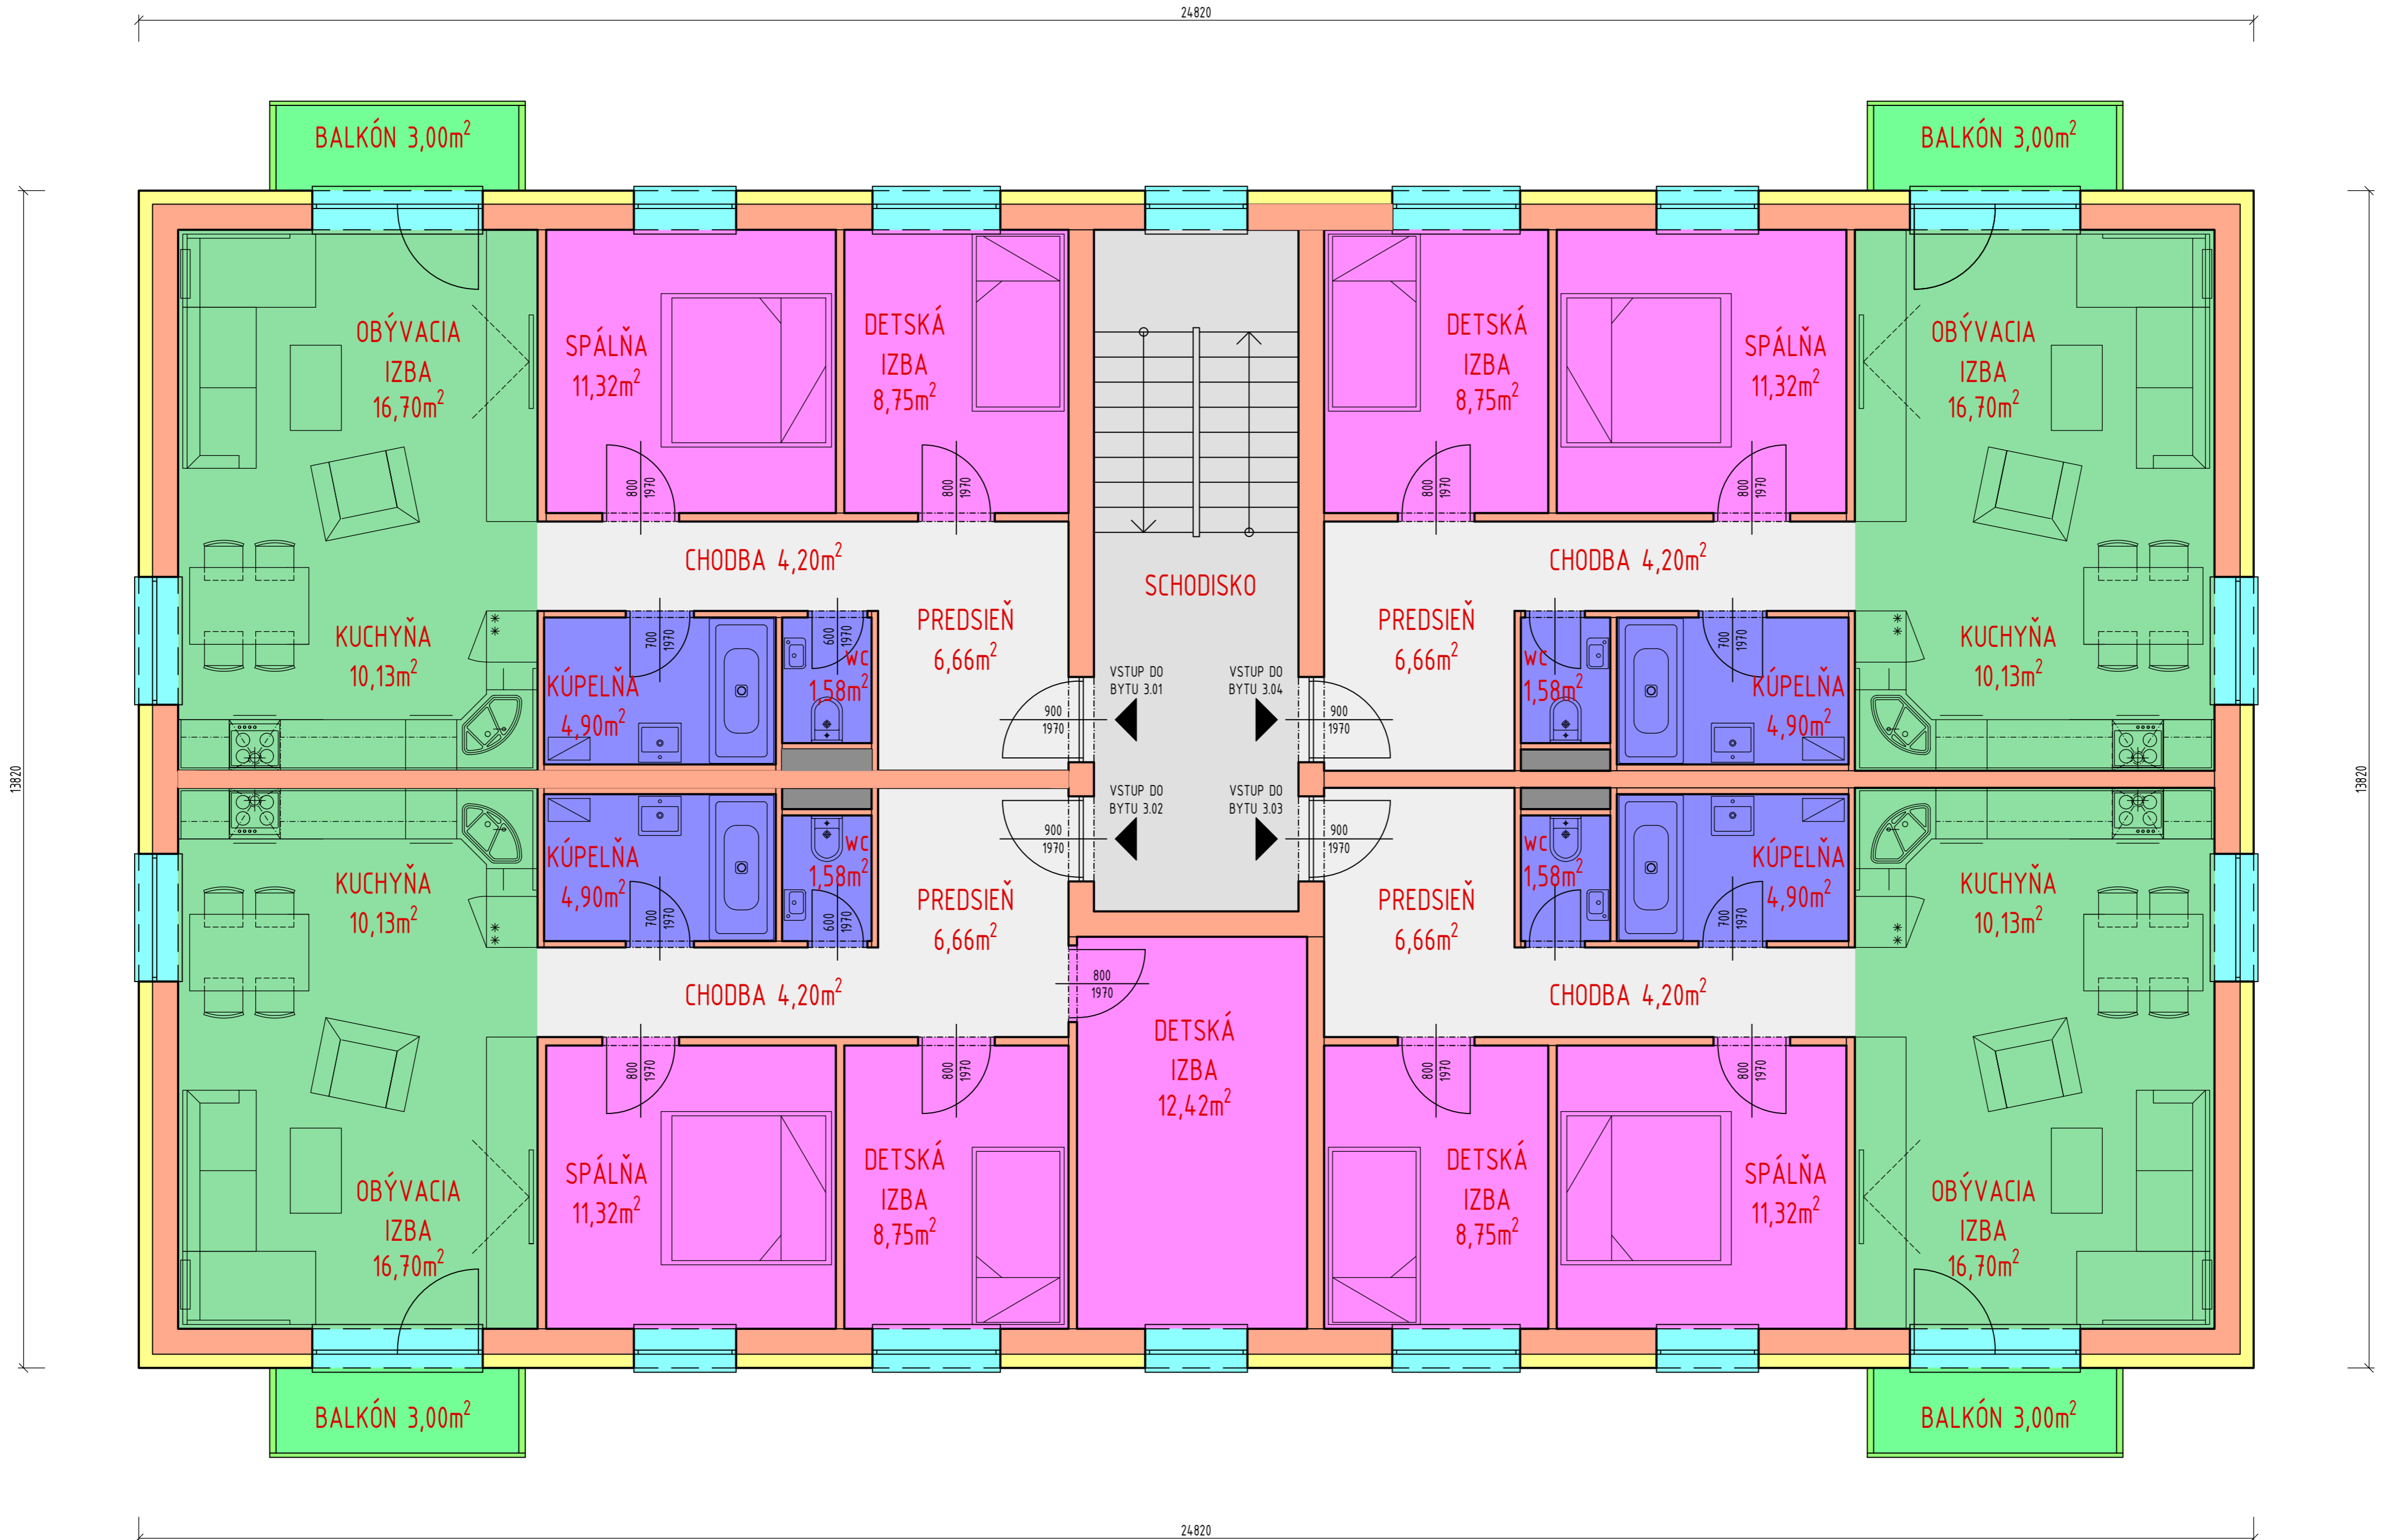 24820
BALKÓN 3,00m²
BALKÓN 3,00m²
OBÝVACIA
IZBA
16,70m²
SPÁLŇA
11,32m²
DETSKÁ
IZBA
8,75m²
DETSKÁ
IZBA
8,75m²
SPÁLŇA
11,32m²
OBÝVACIA
IZBA
16,70m²
800
1970
800
1970
800
1970
800
1970
CHODBA 4,20m²
SCHODISKO
CHODBA 4,20m²
KUCHYŇA
10,13m²
700
1970
KÚPELŇA
4,90m²
600
1970
WC
1,58m²
PREDSIEŇ
6,66m²
VSTUP DO
BYTU 3.01
VSTUP DO
BYTU 3.04
900
1970
900
1970
PREDSIEŇ
6,66m²
WC
1,58m²
700
1970
KÚPELŇA
4,90m²
KUCHYŇA
10,13m²
13820
13820
KUCHYŇA
10,13m²
KÚPELŇA
4,90m²
700
1970
WC
1,58m²
600
1970
PREDSIEŇ
6,66m²
VSTUP DO
BYTU 3.02
VSTUP DO
BYTU 3.03
900
1970
900
1970
PREDSIEŇ
6,66m²
WC
1,58m²
KÚPELŇA
4,90m²
700
1970
KUCHYŇA
10,13m²
CHODBA 4,20m²
800
1970
CHODBA 4,20m²
800
1970
800
1970
800
1970
800
1970
OBÝVACIA
IZBA
16,70m²
SPÁLŇA
11,32m²
DETSKÁ
IZBA
8,75m²
DETSKÁ
IZBA
12,42m²
DETSKÁ
IZBA
8,75m²
SPÁLŇA
11,32m²
OBÝVACIA
IZBA
16,70m²
BALKÓN 3,00m²
BALKÓN 3,00m²
24820